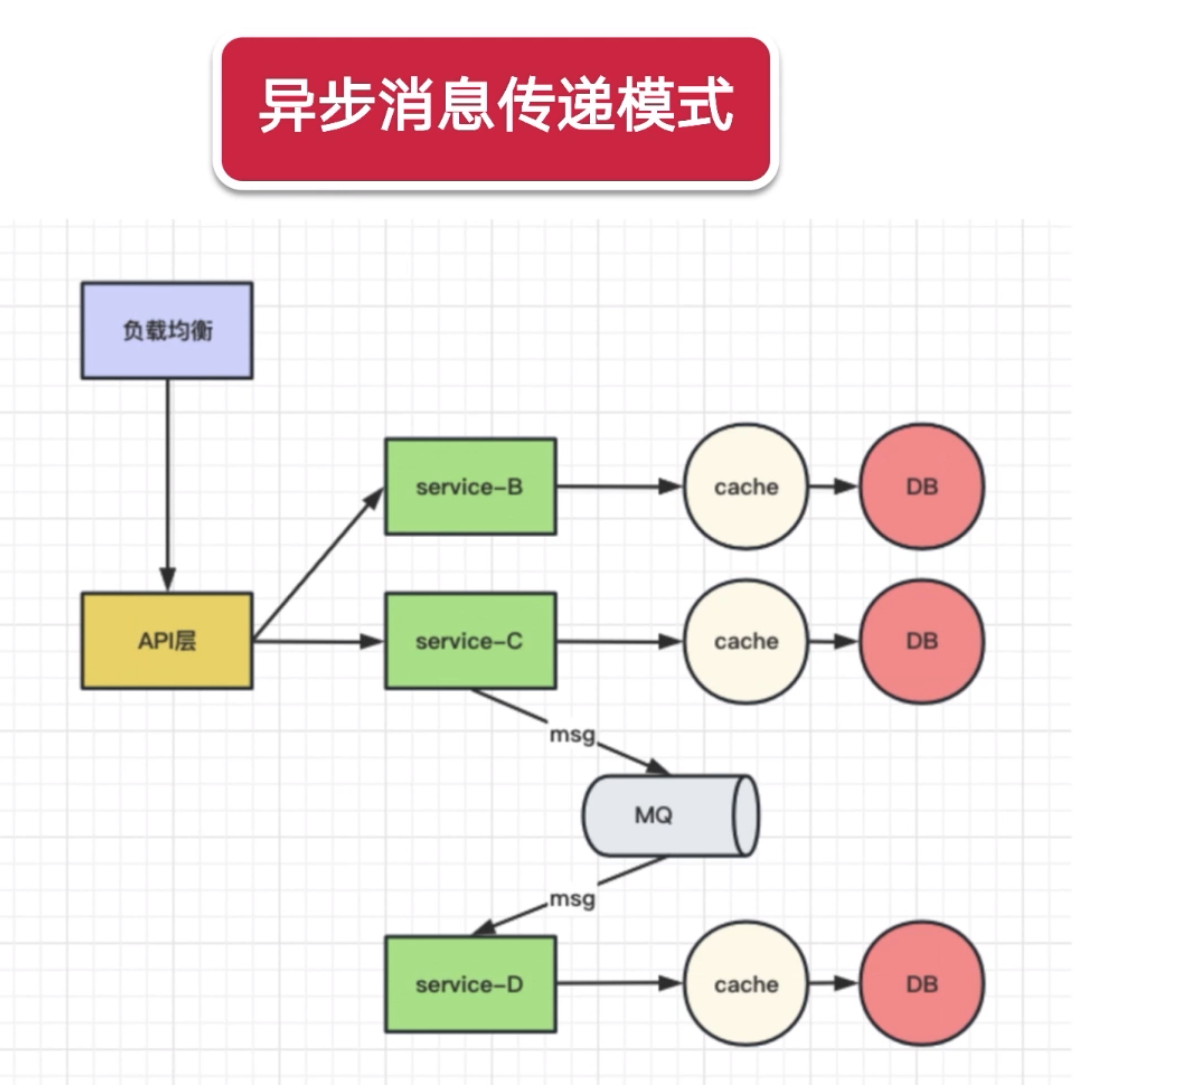 异步消息传递模式
负载均衡
service-B
cache
DB
API层
service-C
cache
DB
msg
MQ
msg
service-D
cache
DB